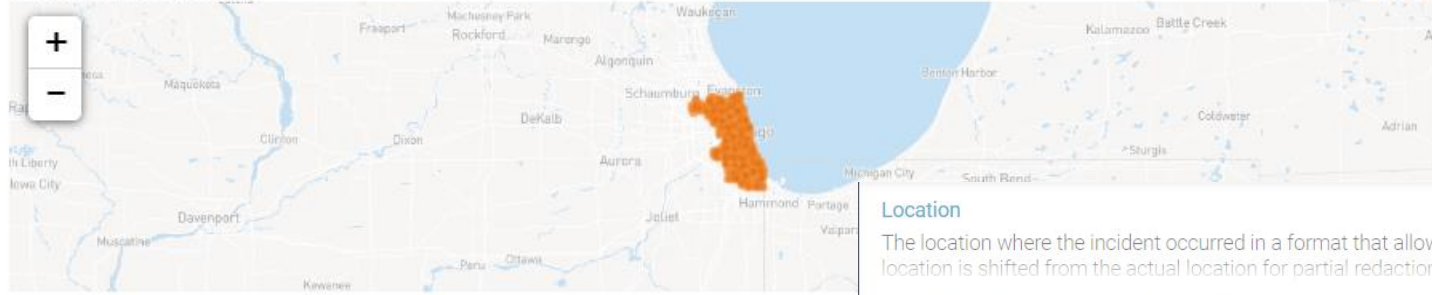 Waukegan
Machesney Park
Freeport
Rockford
Marengo
Kalamazoo
Battle Creek
+
Algonquin
Benton Harbor
Maquoketa
Schaumburg
Evanston
−
DeKalb
Coldwater
Clinton
Dixon
Adrian
Sturgis
Aurora
Michigan City
South Bend
Iowa City
Hammond
Portage
Davenport
Joliet
Location
Muscatine
The location where the incident occurred in a format that allow
location is shifted from the actual location for partial redaction
Peru
Ottawa
Kewanee